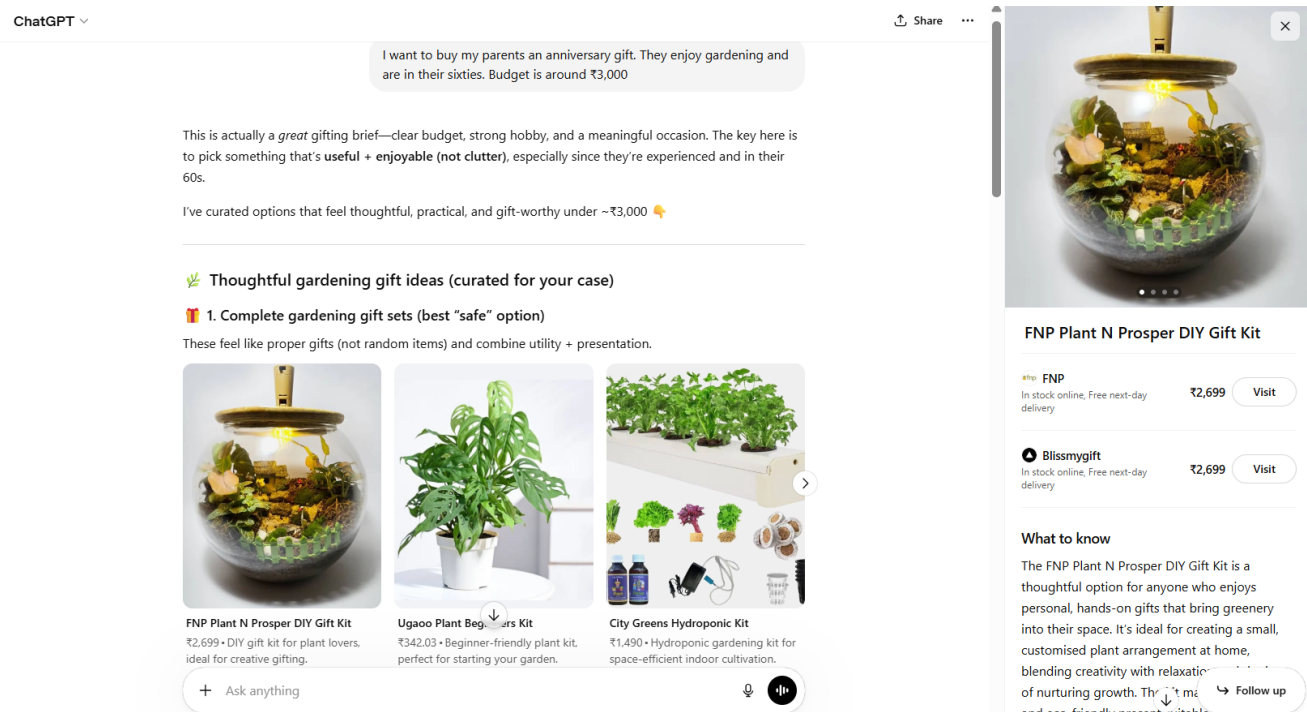 ChatGPT
Share
I want to buy my parents an anniversary gift. They enjoy gardening and
are in their sixties. Budget is around ₹3,000
This is actually a great gifting brief—clear budget, strong hobby, and a meaningful occasion. The key here is
to pick something that's useful + enjoyable (not clutter), especially since they're experienced and in their
60s.
I've curated options that feel thoughtful, practical, and gift-worthy under ~₹3,000 👇
🌿 Thoughtful gardening gift ideas (curated for your case)
🎁 1. Complete gardening gift sets (best “safe” option)
These feel like proper gifts (not random items) and combine utility + presentation.
FNP Plant N Prosper DIY Gift Kit
₹2,699 • DIY gift kit for plant lovers,
ideal for creative gifting.
Ugaoo Plant Beginners Kit
₹342.03 • Beginner-friendly plant kit,
perfect for starting your garden.
City Greens Hydroponic Kit
₹1,490 • Hydroponic gardening kit for
space-efficient indoor cultivation.
Ask anything
FNP Plant N Prosper DIY Gift Kit
FNP
In stock online, Free next-day
delivery
₹2,699
Visit
Blissmygift
In stock online, Free next-day
delivery
₹2,699
Visit
What to know
The FNP Plant N Prosper DIY Gift Kit is a
thoughtful option for anyone who enjoys
personal, hands-on gifts that bring greenery
into their space. It's ideal for creating a small,
customised plant arrangement at home,
blending creativity with
of nurturing growth.
Follow up